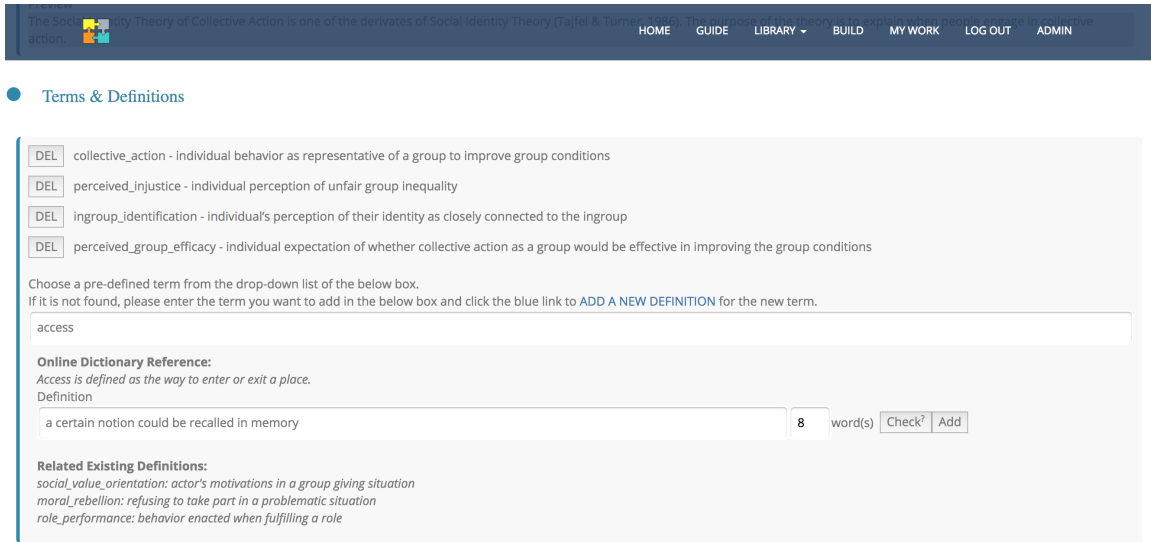 Preview
The Social Identity Theory of Collective Action is one of the derivates of Social Identity Theory (Tajfel & Turner, 1986). The purpose of the theory is to explain when people engage in collective
action.
HOME GUIDE LIBRARY BUILD MY WORK LOG OUT ADMIN
Terms & Definitions
DEL collective_action - individual behavior as representative of a group to improve group conditions
DEL perceived_injustice - individual perception of unfair group inequality
DEL ingroup_identification - individual's perception of their identity as closely connected to the ingroup
DEL perceived_group_efficacy - individual expectation of whether collective action as a group would be effective in improving the group conditions
Choose a pre-defined term from the drop-down list of the below box.
If it is not found, please enter the term you want to add in the below box and click the blue link to ADD A NEW DEFINITION for the new term.
access
Online Dictionary Reference:
Access is defined as the way to enter or exit a place.
Definition
a certain notion could be recalled in memory 8 word(s) Check? Add
Related Existing Definitions:
social_value_orientation: actor's motivations in a group giving situation
moral_rebellion: refusing to take part in a problematic situation
role_performance: behavior enacted when fulfilling a role